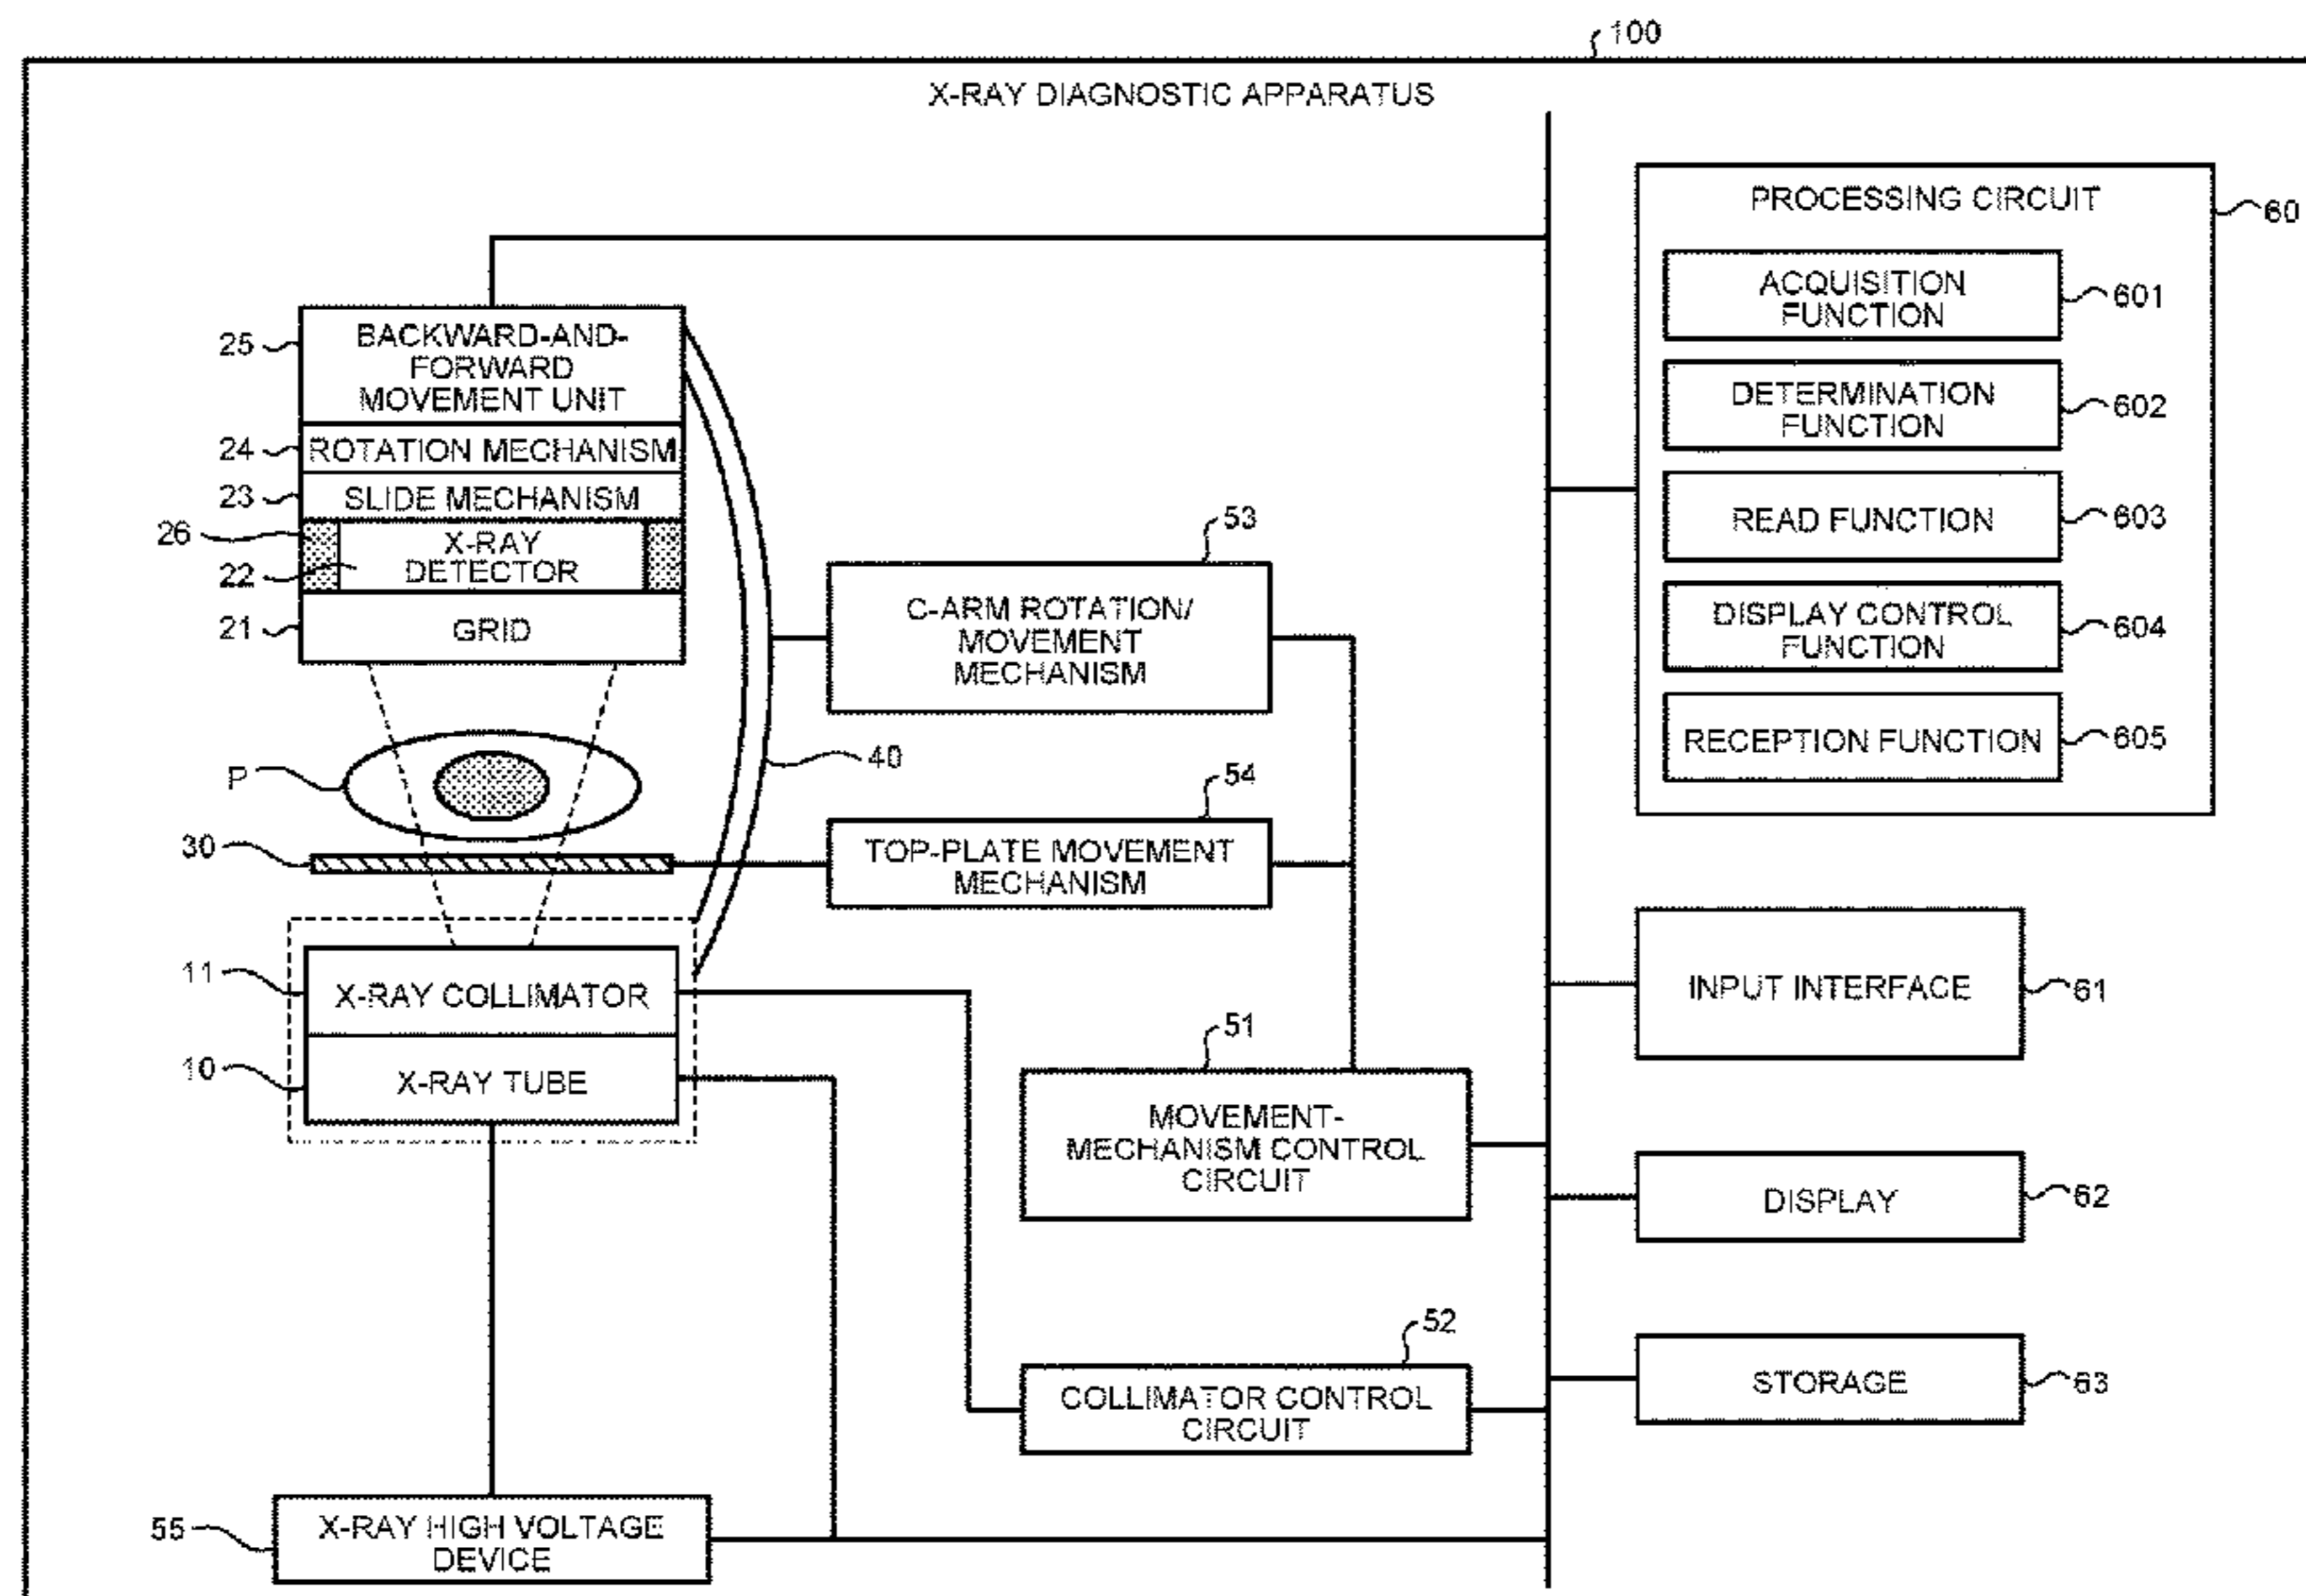 100
X-RAY DIAGNOSTIC APPARATUS
PROCESSING CIRCUIT
60
ACQUISITION
FUNCTION
601
DETERMINATION
FUNCTION
602
READ FUNCTION
603
DISPLAY CONTROL
FUNCTION
604
RECEPTION FUNCTION
605
25
BACKWARD-AND-
FORWARD
MOVEMENT UNIT
24
ROTATION MECHANISM
23
SLIDE MECHANISM
26
X-RAY
DETECTOR
22
21
GRID
53
C-ARM ROTATION/
MOVEMENT
MECHANISM
40
P
54
30
TOP-PLATE MOVEMENT
MECHANISM
11
X-RAY COLLIMATOR
10
X-RAY TUBE
51
MOVEMENT-
MECHANISM CONTROL
CIRCUIT
INPUT INTERFACE
61
DISPLAY
62
52
COLLIMATOR CONTROL
CIRCUIT
STORAGE
63
55
X-RAY HIGH VOLTAGE
DEVICE